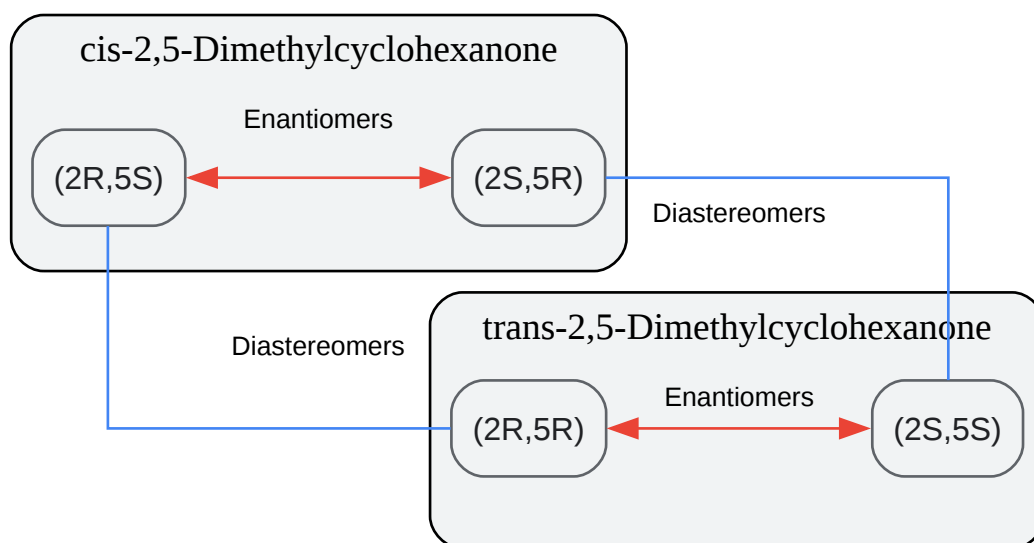 cis-2,5-Dimethylcyclohexanone
Enantiomers
(2R,5S)
(2S,5R)
Diastereomers
trans-2,5-Dimethylcyclohexanone
Diastereomers
Enantiomers
(2R,5R)
(2S,5S)